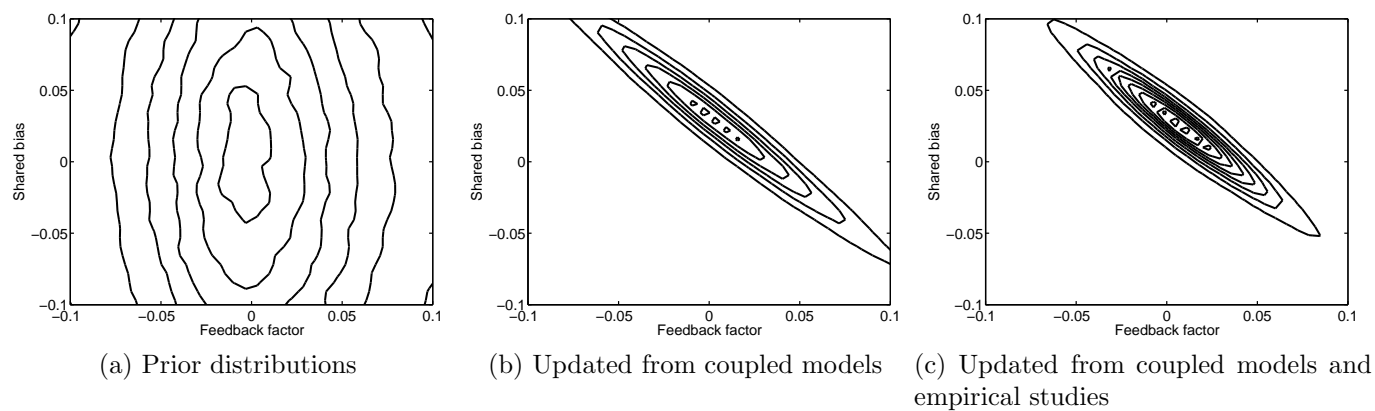 0.1
0.05
0
−0.05
−0.1
Shared bias
−0.1 −0.05 0 0.05 0.1
Feedback factor
(a) Prior distributions
0.1
0.05
0
−0.05
−0.1
Shared bias
−0.1 −0.05 0 0.05 0.1
Feedback factor
(b) Updated from coupled models
0.1
0.05
0
−0.05
−0.1
Shared bias
−0.1 −0.05 0 0.05 0.1
Feedback factor
(c) Updated from coupled models and
empirical studies